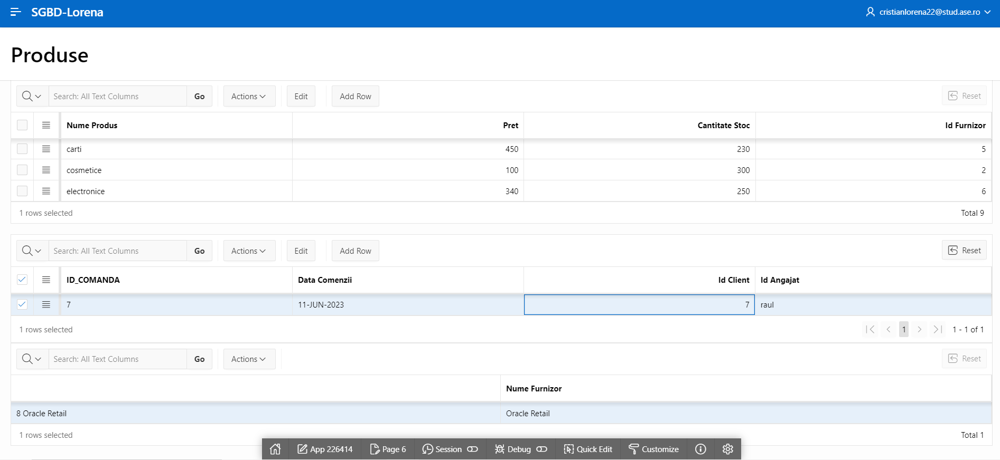 SGBD-Lorena cristianlorena22@stud.ase.ro
Produse
Search: All Text Columns Go Actions Edit Add Row Reset
Nume Produs Pret Cantitate Stoc Id Furnizor
carti 450 230 5
cosmetice 100 300 2
electronice 340 250 6
1 rows selected Total 9
Search: All Text Columns Go Actions Edit Add Row Reset
ID_COMANDA Data Comenzii Id Client Id Angajat
7 11-JUN-2023 7 raul
1 rows selected 1 1 - 1 of 1
Search: All Text Columns Go Actions Reset
Nume Furnizor
8 Oracle Retail Oracle Retail
1 rows selected Total 1
App 226414 Page 6 Session Debug Quick Edit Customize